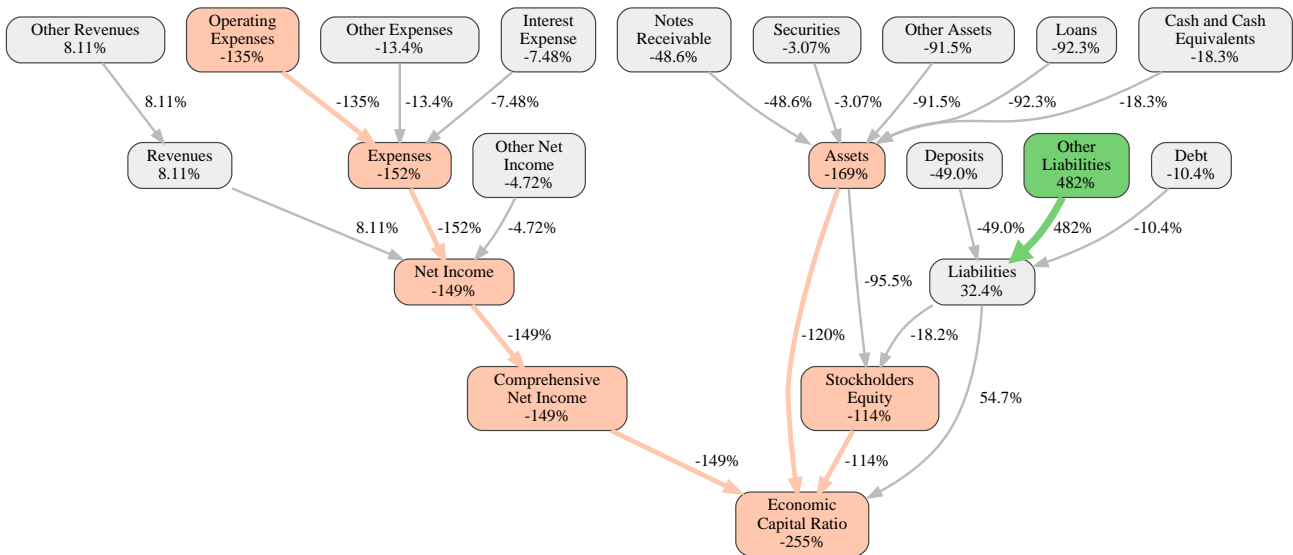 Other Revenues
8.11%
Operating
Expenses
-135%
Other Expenses
-13.4%
Interest
Expense
-7.48%
Notes
Receivable
-48.6%
Securities
-3.07%
Other Assets
-91.5%
Loans
-92.3%
Cash and Cash
Equivalents
-18.3%
8.11%
-135%
-13.4%
-7.48%
-48.6%
-3.07%
-91.5%
-92.3%
-18.3%
Revenues
8.11%
Expenses
-152%
Other Net
Income
-4.72%
Assets
-169%
Deposits
-49.0%
Other
Liabilities
482%
Debt
-10.4%
8.11%
-152%
-4.72%
-49.0%
482%
-10.4%
Net Income
-149%
-95.5%
Liabilities
32.4%
-149%
-120%
-18.2%
Comprehensive
Net Income
-149%
Stockholders
Equity
-114%
54.7%
-149%
-114%
Economic
Capital Ratio
-255%